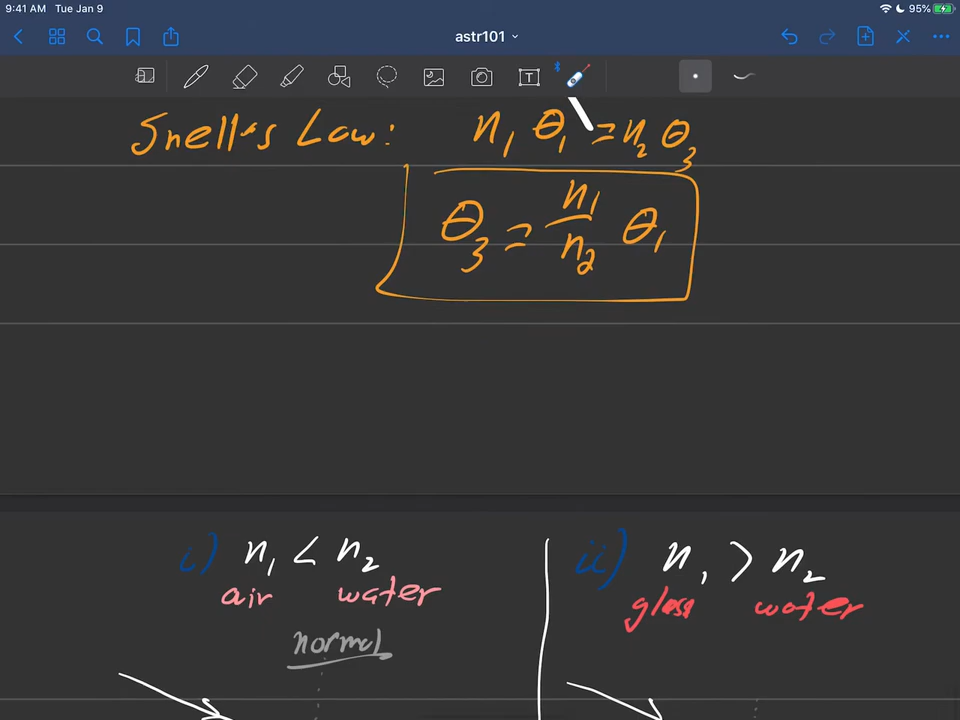 9:41 AM Tue Jan 9
95%
astr101
T
Snell's Law: n₁ θ₁ = n₂ θ₃
θ₃ = n₁/n₂ θ₁
i) n₁ < n₂
air water
normal
ii) n₁ > n₂
glass water